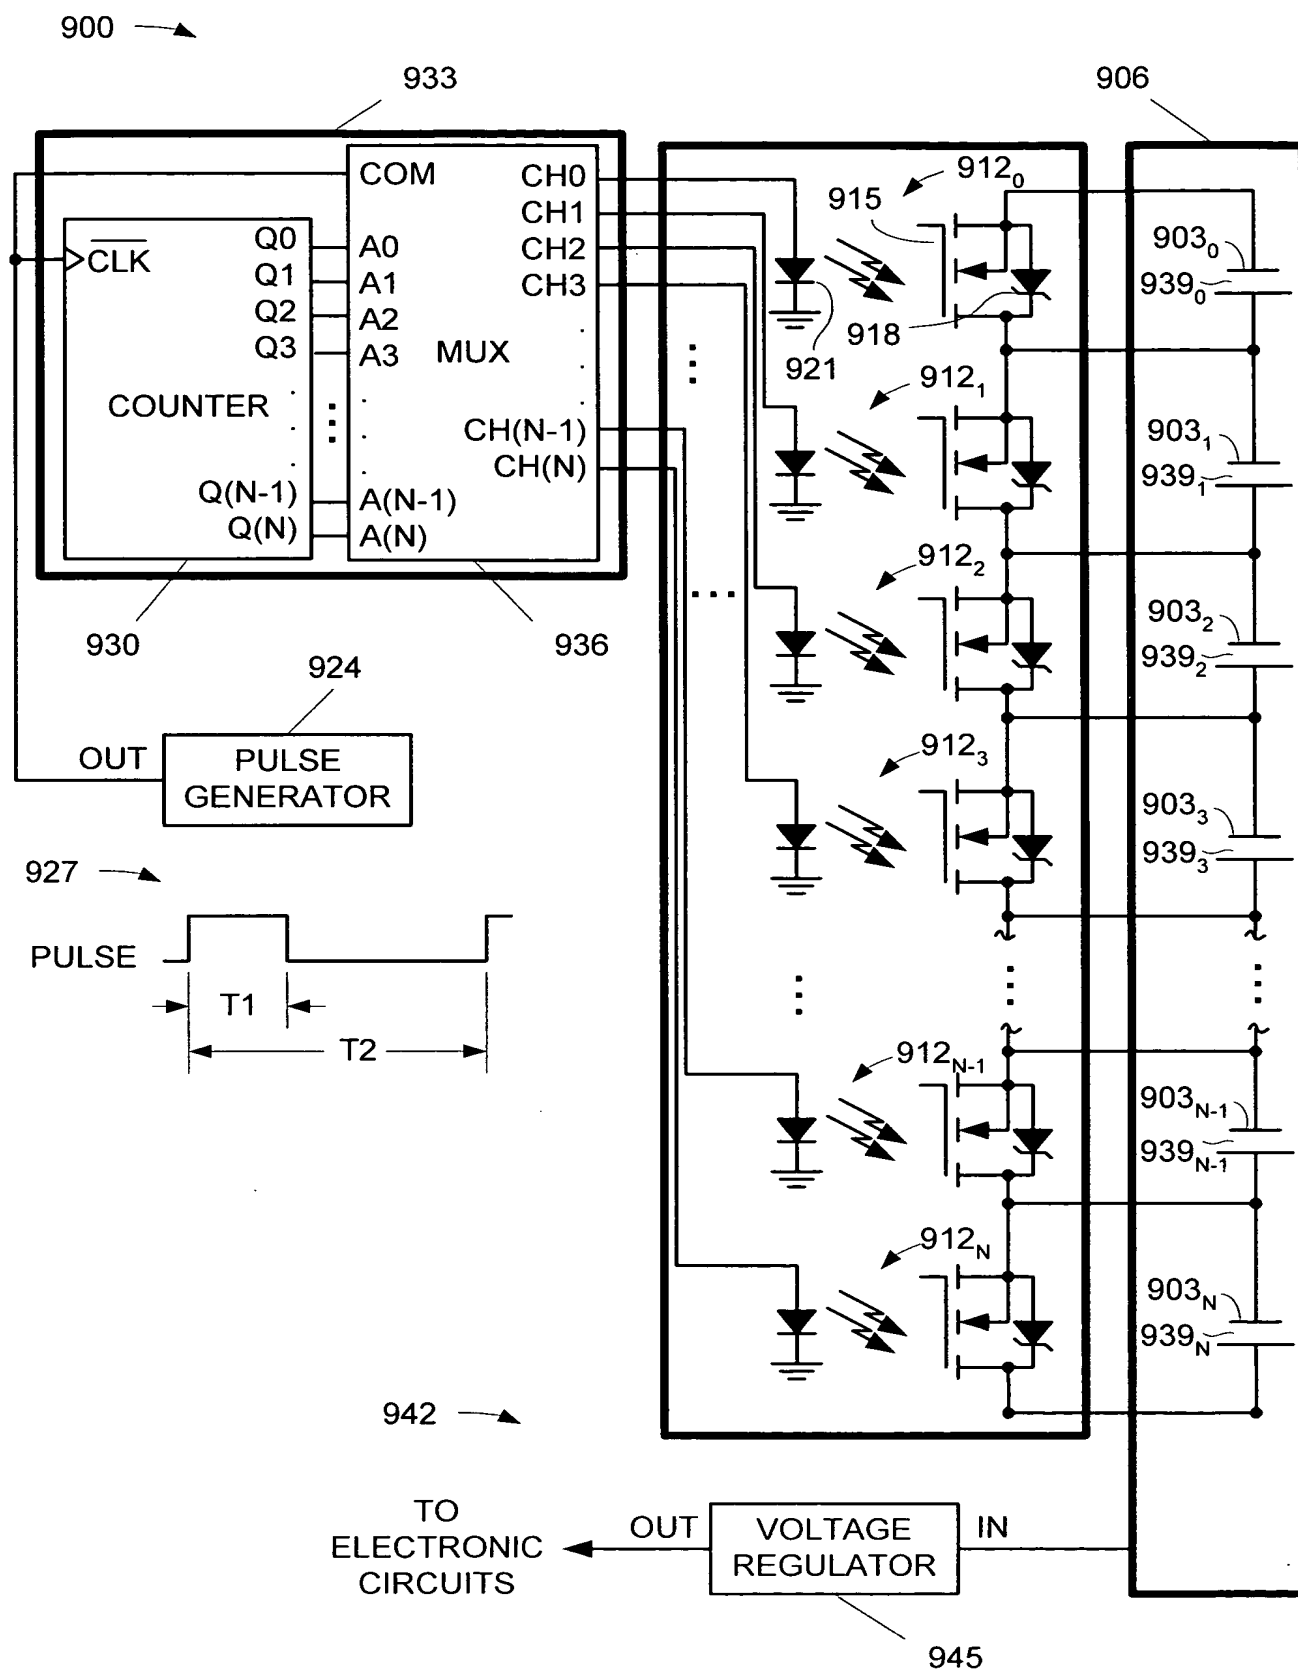 900
933
906
COM
CH0
CH1
CH2
CH3
CLK
Q0
Q1
Q2
Q3
A0
A1
A2
A3
MUX
COUNTER
CH(N-1)
CH(N)
Q(N-1)
Q(N)
A(N-1)
A(N)
930
936
924
OUT
PULSE
GENERATOR
927
PULSE
T1
T2
912₀
915
918
921
903₀
939₀
912₁
903₁
939₁
912₂
903₂
939₂
912₃
903₃
939₃
912N-1
903N-1
939N-1
912N
903N
939N
942
TO
ELECTRONIC
CIRCUITS
OUT
VOLTAGE
REGULATOR
IN
945